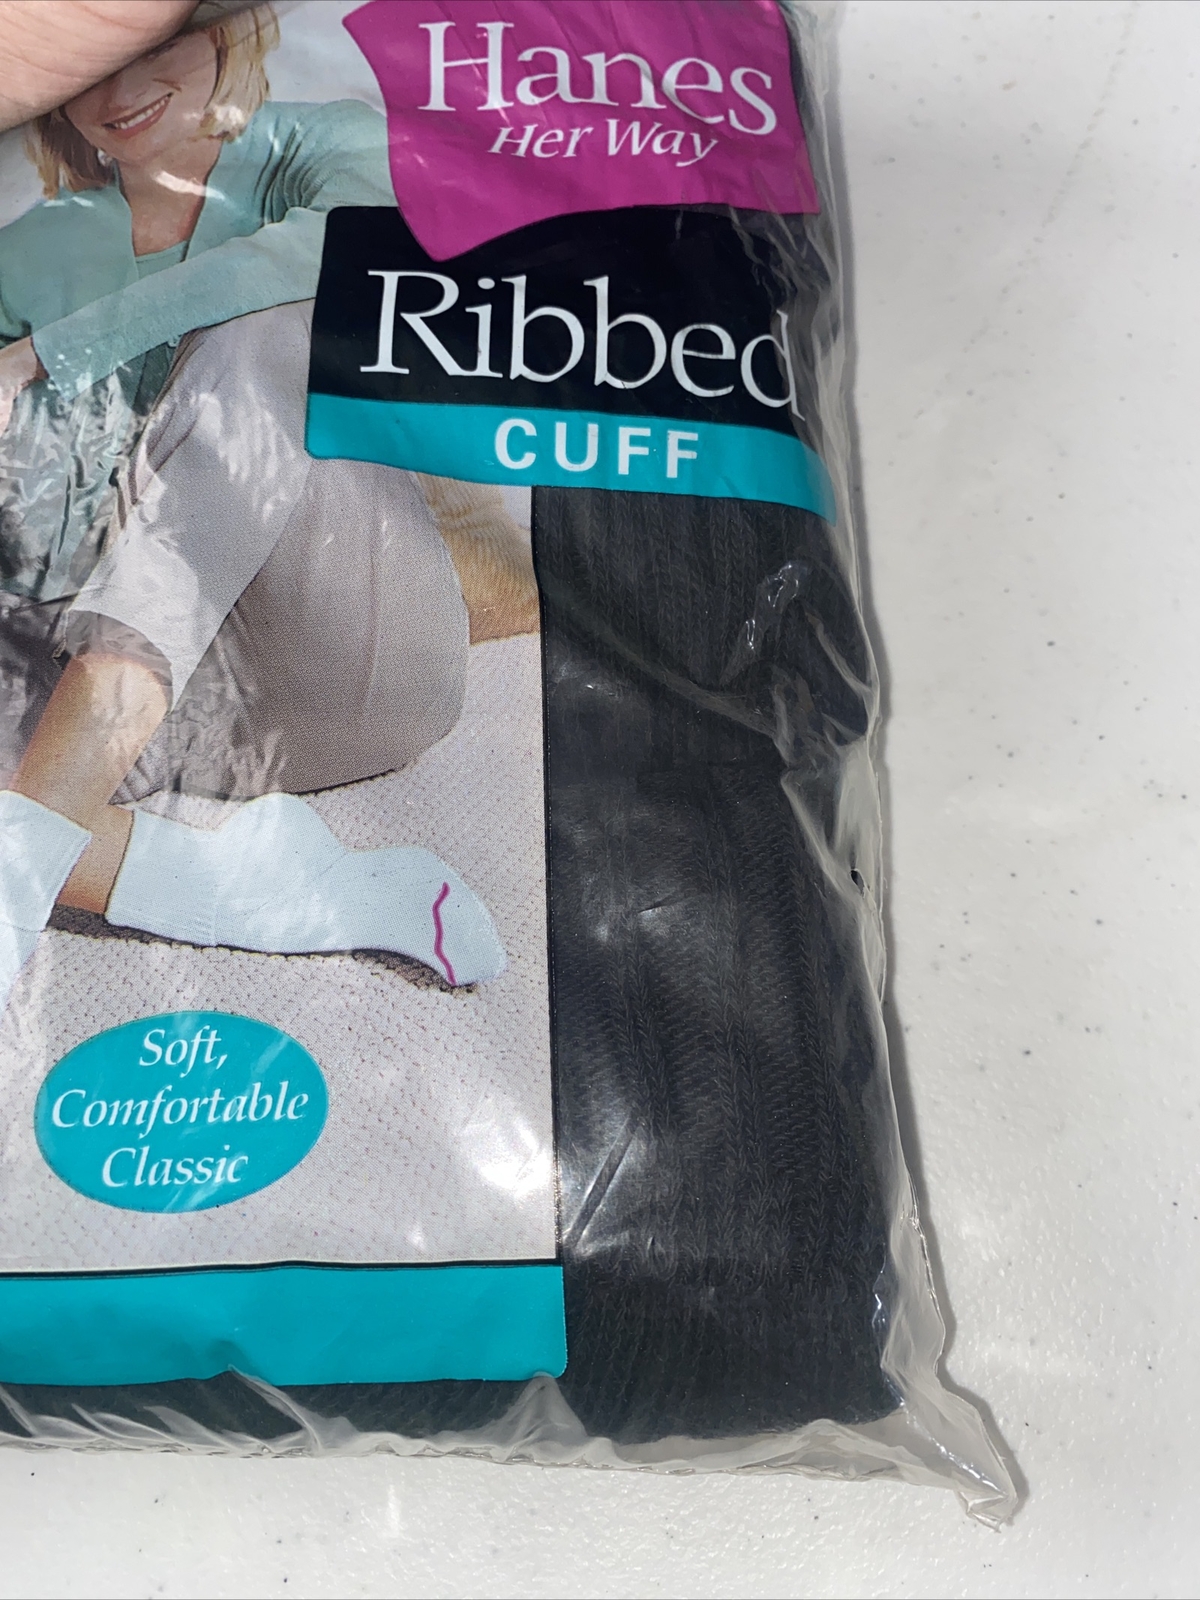 Hanes
Her Way
Ribbed
CUFF
Soft,
Comfortable
Classic